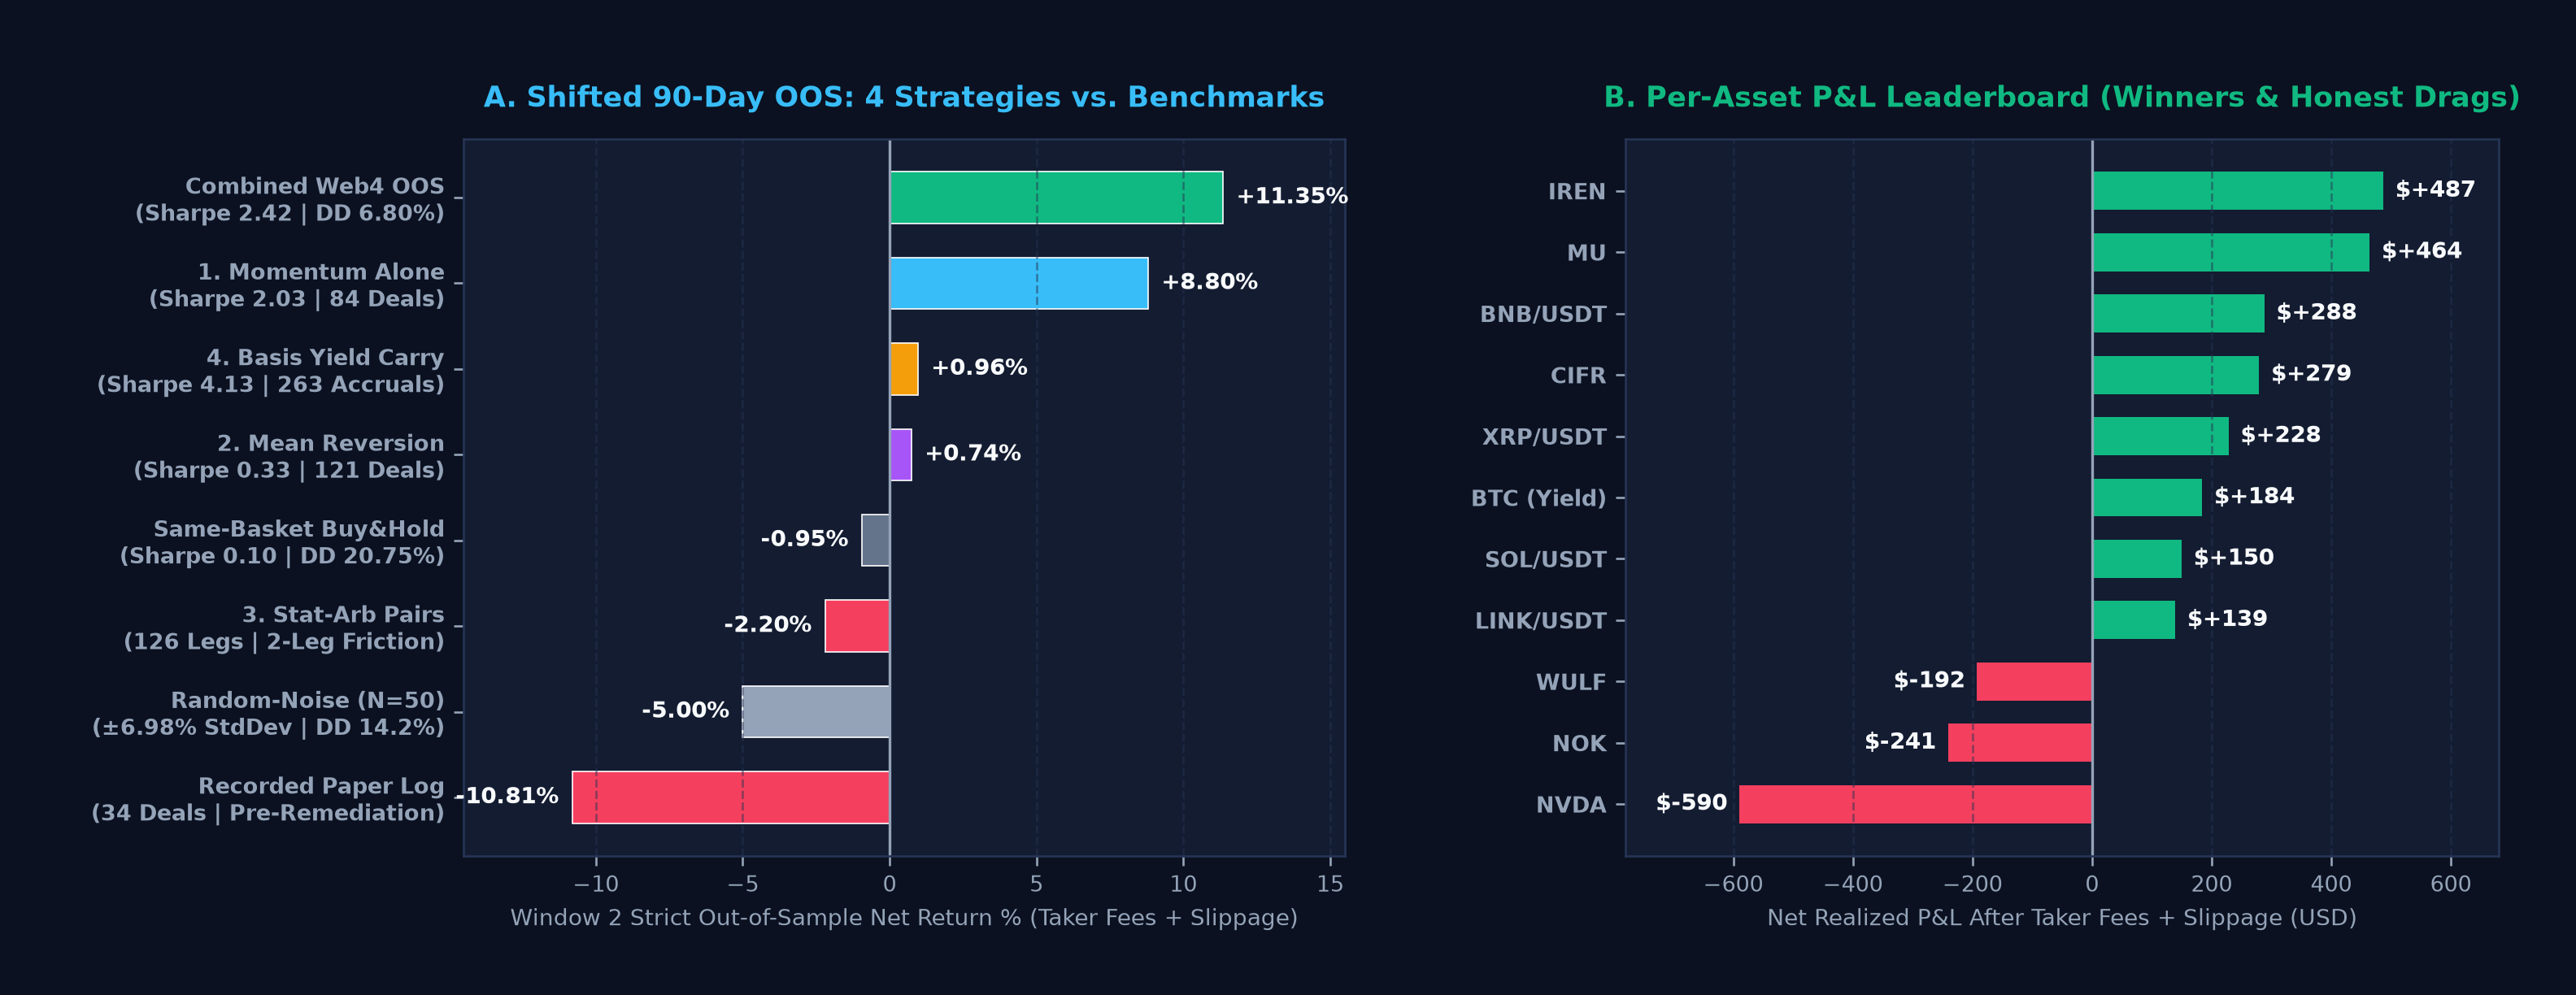 A. Shifted 90-Day OOS: 4 Strategies vs. Benchmarks
Combined Web4 OOS
(Sharpe 2.42 | DD 6.80%)
+11.35%
1. Momentum Alone
(Sharpe 2.03 | 84 Deals)
+8.80%
4. Basis Yield Carry
(Sharpe 4.13 | 263 Accruals)
+0.96%
2. Mean Reversion
(Sharpe 0.33 | 121 Deals)
+0.74%
Same-Basket Buy&Hold
(Sharpe 0.10 | DD 20.75%)
-0.95%
3. Stat-Arb Pairs
(126 Legs | 2-Leg Friction)
-2.20%
Random-Noise (N=50)
(±6.98% StdDev | DD 14.2%)
-5.00%
Recorded Paper Log
(34 Deals | Pre-Remediation)
-10.81%
−10 −5 0 5 10 15
Window 2 Strict Out-of-Sample Net Return % (Taker Fees + Slippage)
B. Per-Asset P&L Leaderboard (Winners & Honest Drags)
IREN $+487
MU $+464
BNB/USDT $+288
CIFR $+279
XRP/USDT $+228
BTC (Yield) $+184
SOL/USDT $+150
LINK/USDT $+139
WULF $-192
NOK $-241
NVDA $-590
−600 −400 −200 0 200 400 600
Net Realized P&L After Taker Fees + Slippage (USD)